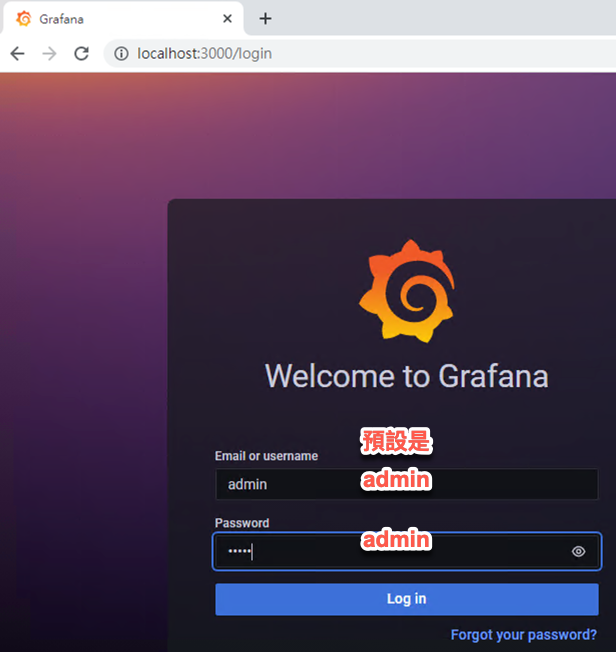 Grafana
localhost:3000/login
Welcome to Grafana
預設是
Email or username
admin
admin
Password
admin
•••••
Log in
Forgot your password?